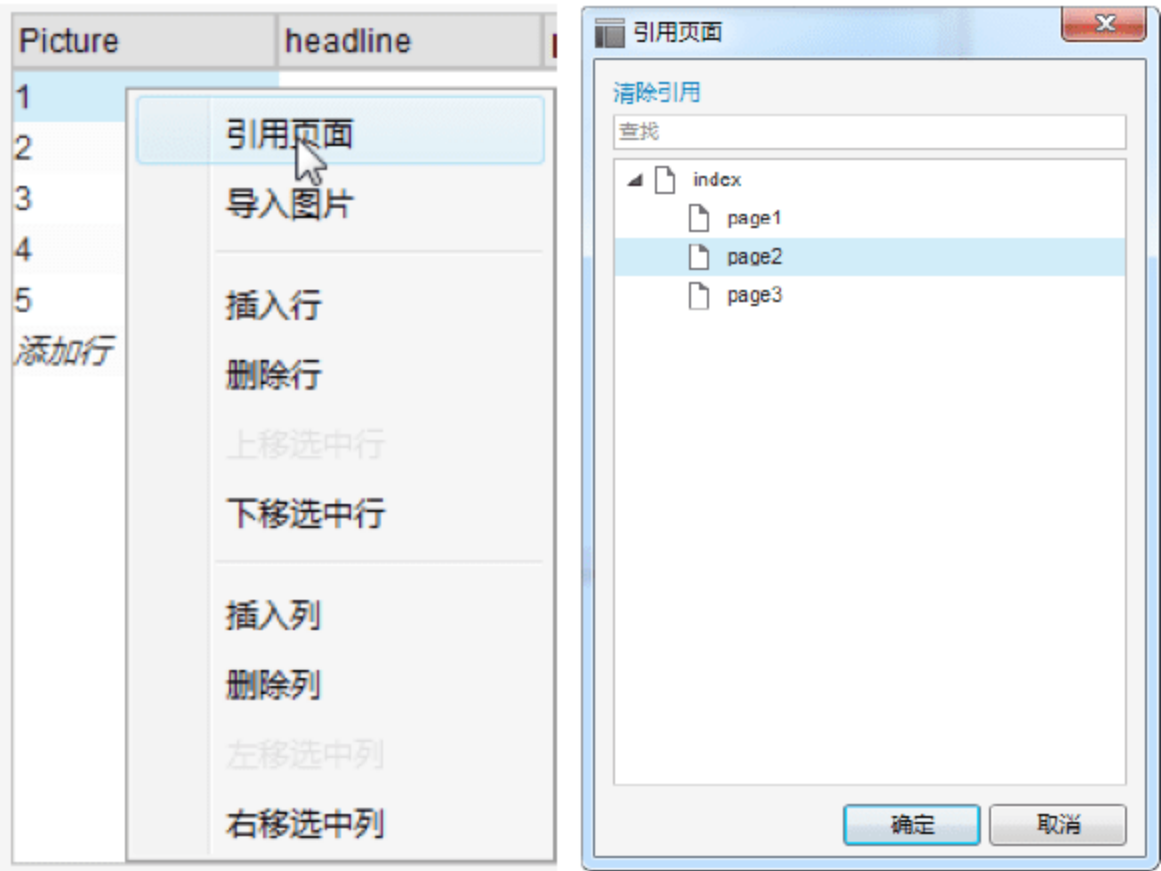 Picture headline
1
2
3
4
5
添加行
引用页面
导入图片
插入行
删除行
上移选中行
下移选中行
插入列
删除列
左移选中列
右移选中列
引用页面
清除引用
查找
index
page1
page2
page3
确定 取消